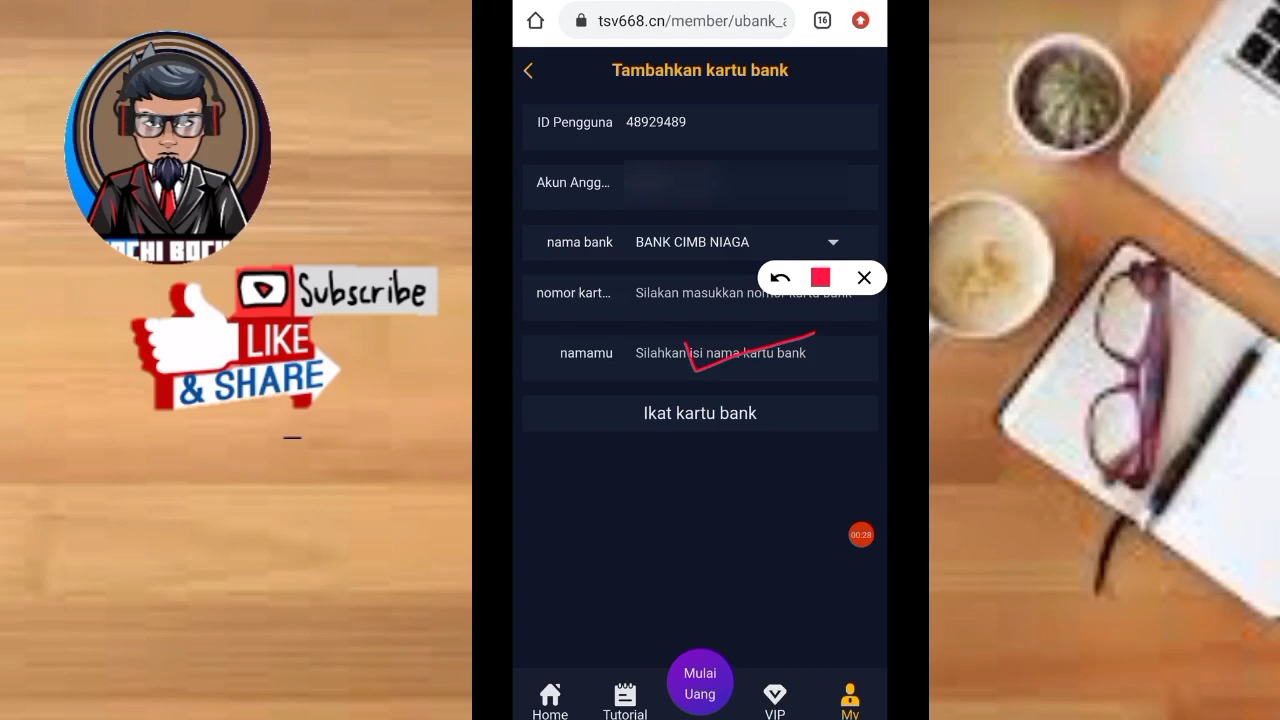 tsv668.cn/member/ubank_a
16
Tambahkan kartu bank
ID Pengguna 48929489
Akun Angg...
nama bank BANK CIMB NIAGA
nomor kart... Silakan masukkan nomor kartu bank
namamu Silahkan isi nama kartu bank
Ikat kartu bank
00:28
Mulai
Uang
Home Tutorial VIP My
Subscribe
LIKE
& SHARE